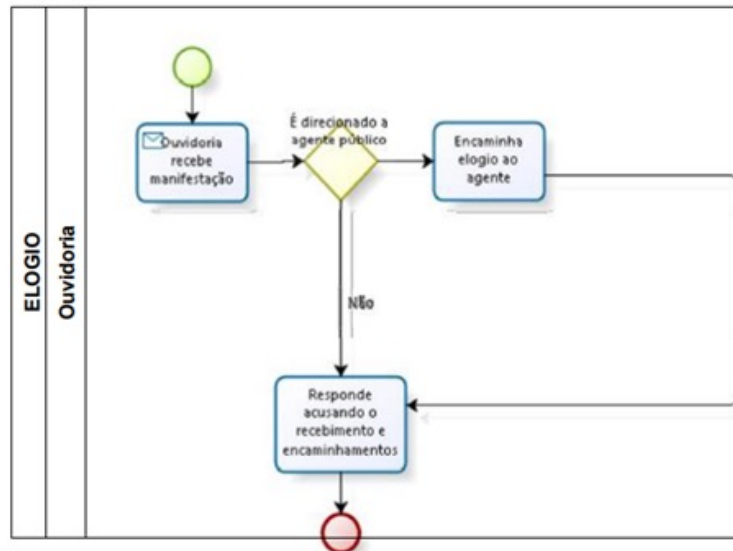 ELOGIO
Ouvidoria
Ouvidoria
recebe
manifestação
É direcionado a
agente público
Encaminha
elogio ao
agente
Não
Responde
acusando o
recebimento e
encaminhamentos